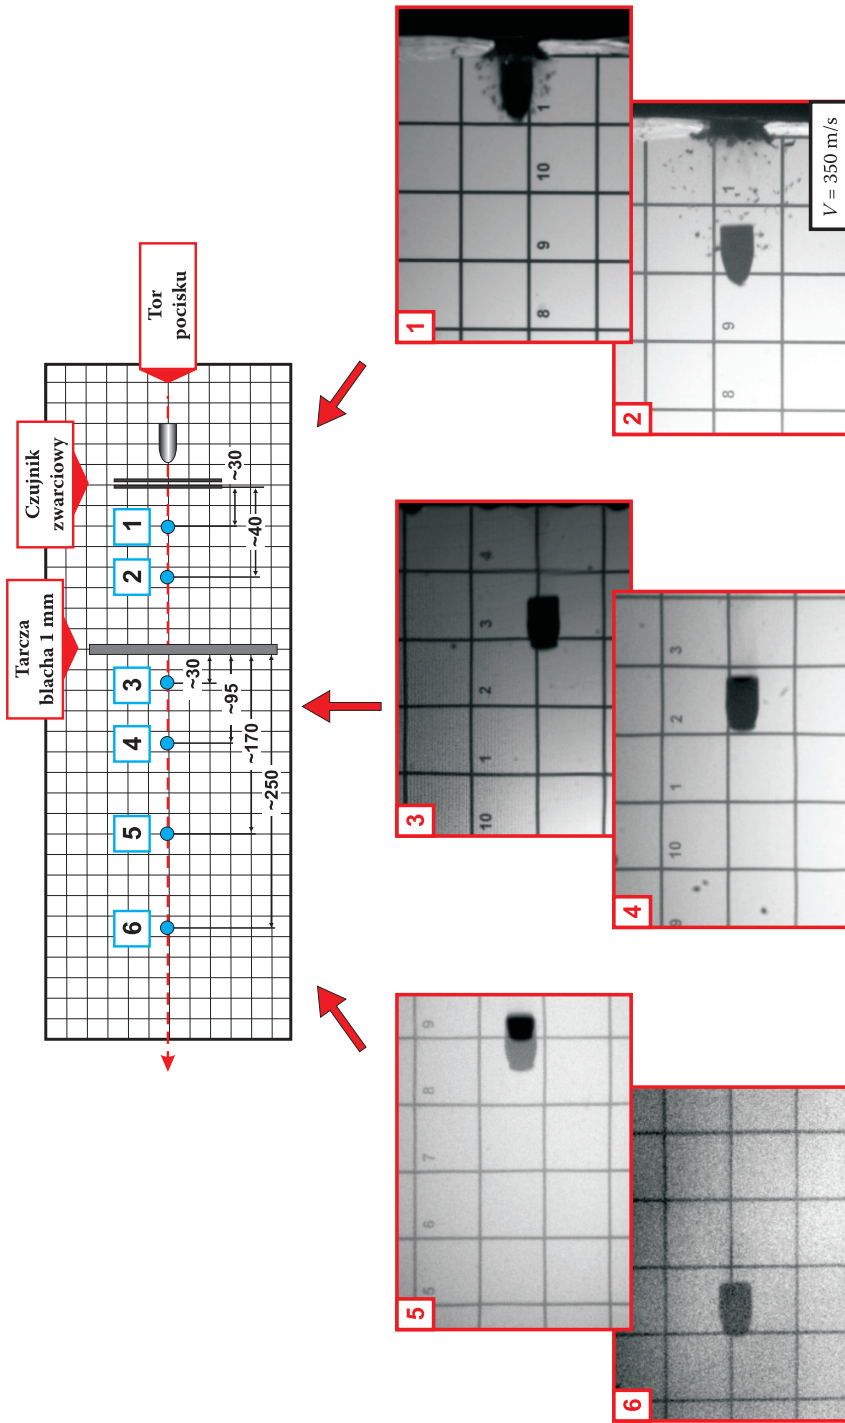 Tarcza
blacha 1 mm
Czujnik
zwarciowy
Tor
pocisku
6
5
4
3
2
1
~30
~95
~170
~250
~30
~40
5
5 6 7 8 9
3
10 1 2 3 4
1
8 9 10 1
6
4
9 10 1 2 3
2
8 9 1
V = 350 m/s